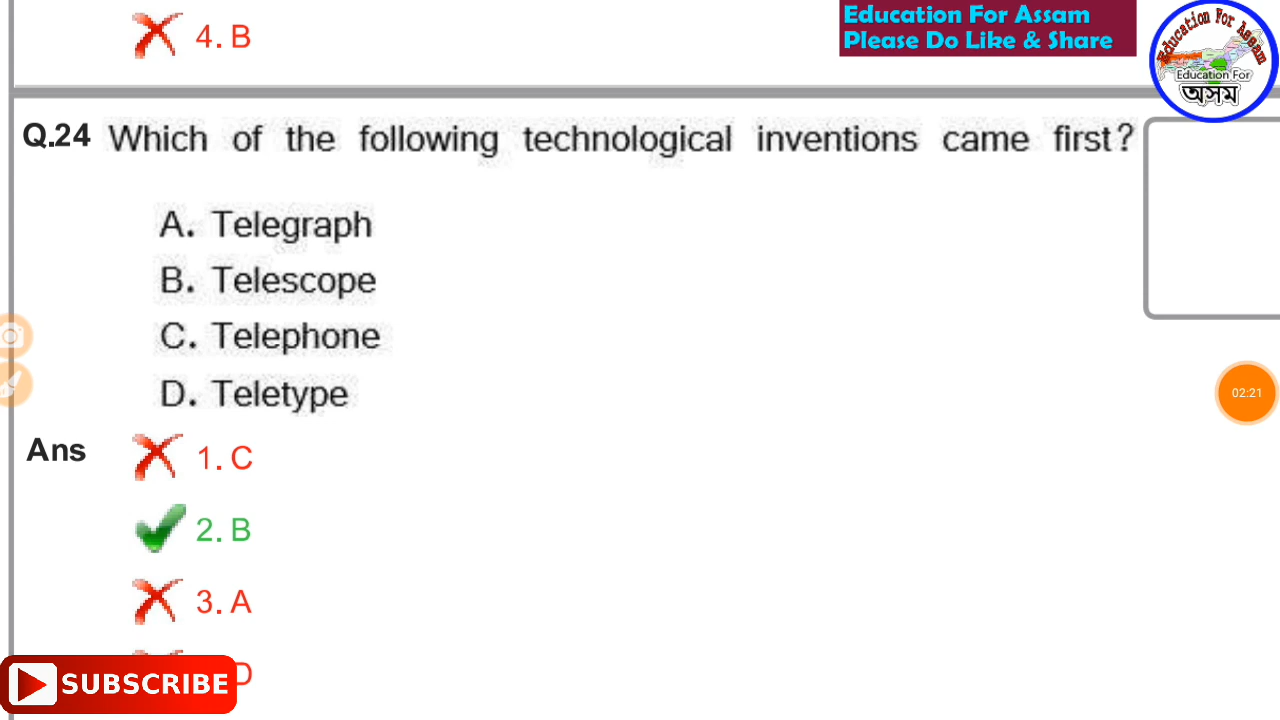 4. B
Education For Assam
Please Do Like & Share
Education For Assam
Education For
অসম
Q.24 Which of the following technological inventions came first?
A. Telegraph
B. Telescope
C. Telephone
D. Teletype
02:21
Ans
1. C
2. B
3. A
D
SUBSCRIBE